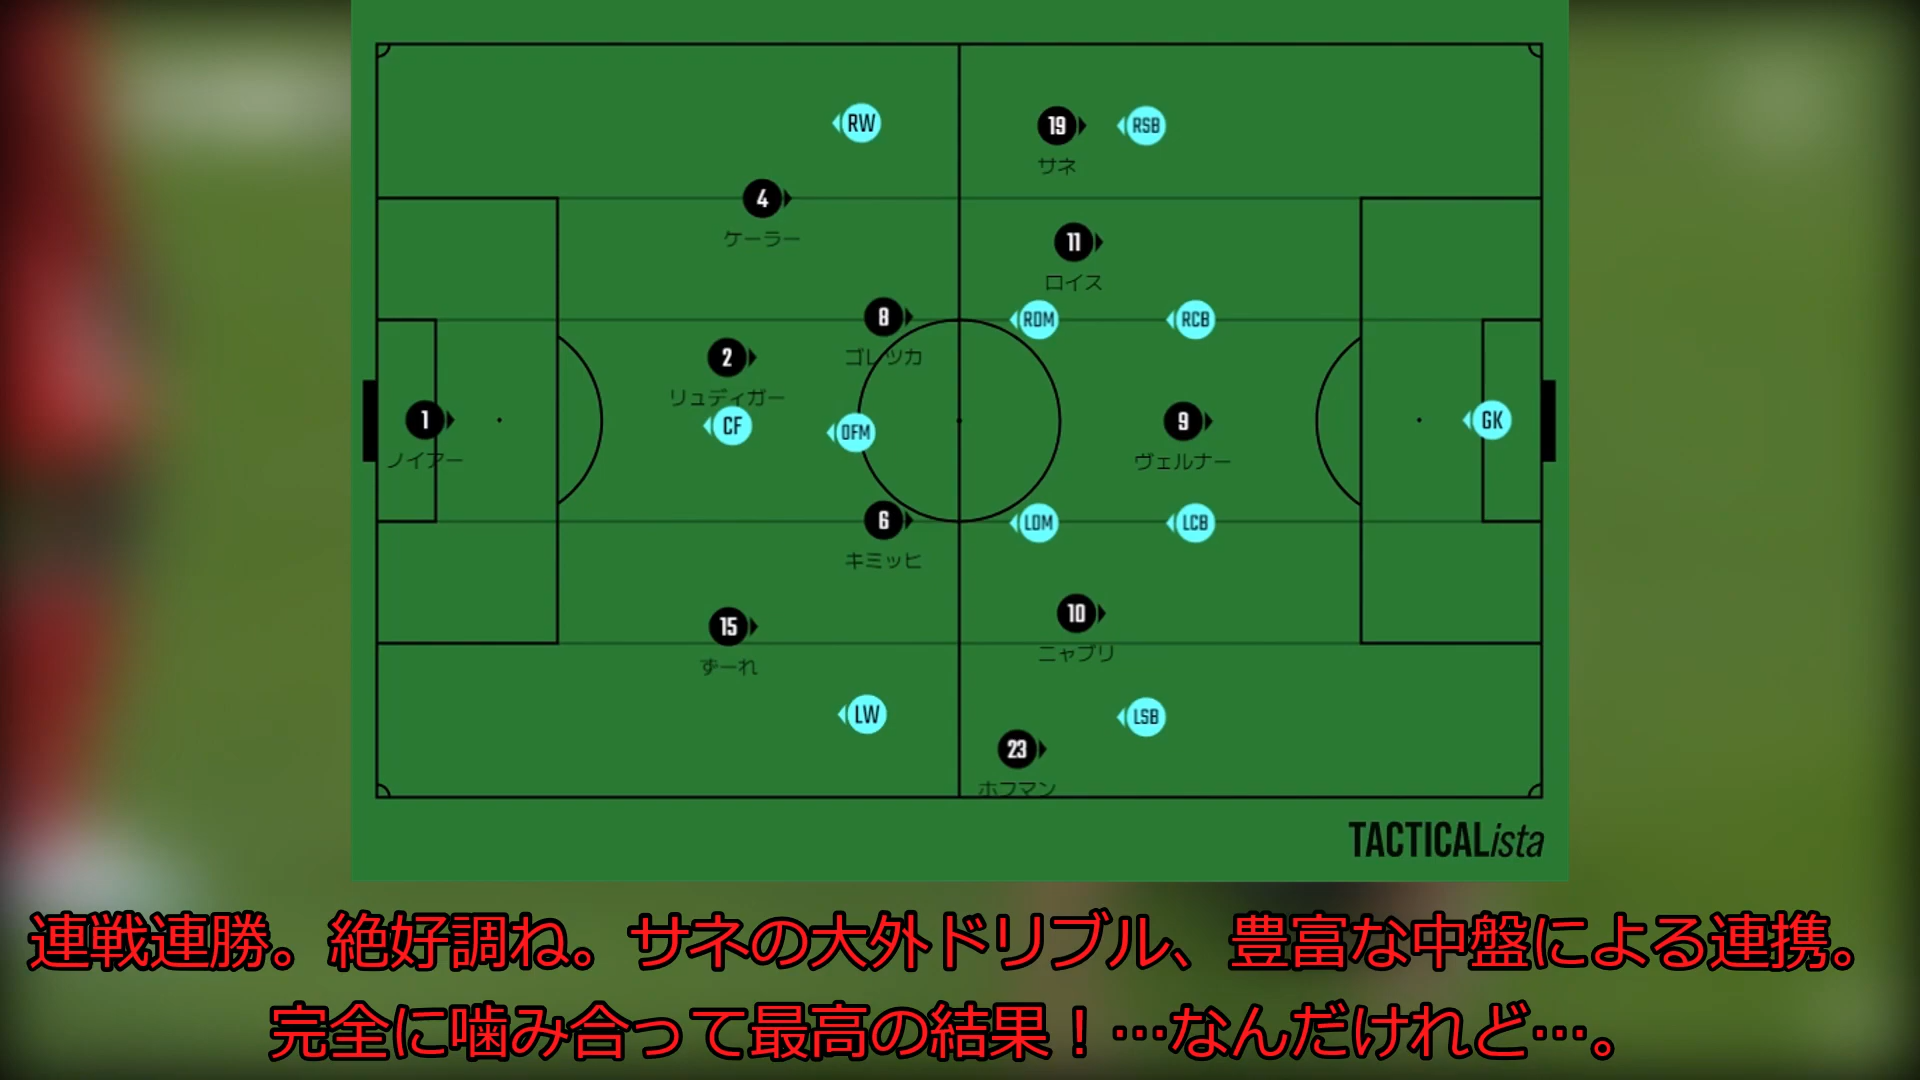 RW
19
RSB
サネ
4
ケーラー
11
ロイス
8
RDM
RCB
ゴレツカ
2
リュディガー
1
CF
OFM
9
GK
ノイアー
ヴェルナー
6
LDM
LCB
キミッヒ
15
10
ずーれ
ニャブリ
LW
LSB
23
ホフマン
TACTICALista
連戦連勝。絶好調ね。サネの大外ドリブル、豊富な中盤による連携。
完全に噛み合って最高の結果！…なんだけれど…。